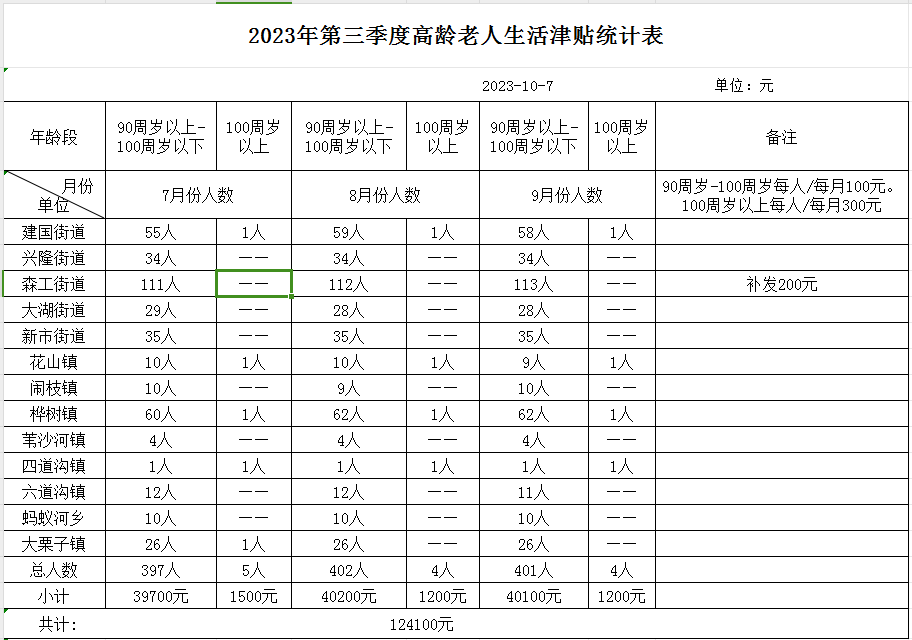 2023年第三季度高龄老人生活津贴统计表
2023-10-7 单位：元
年龄段 90周岁以上-100周岁以下 100周岁以上 90周岁以上-100周岁以下 100周岁以上 90周岁以上-100周岁以下 100周岁以上 备注
月份 单位 7月份人数 8月份人数 9月份人数 90周岁-100周岁每人/每月100元。100周岁以上每人/每月300元
建国街道 55人 1人 59人 1人 58人 1人
兴隆街道 34人 —— 34人 —— 34人 ——
森工街道 111人 —— 112人 —— 113人 —— 补发200元
大湖街道 29人 —— 28人 —— 28人 ——
新市街道 35人 —— 35人 —— 35人 ——
花山镇 10人 1人 10人 1人 9人 1人
闹枝镇 10人 —— 9人 —— 10人 ——
桦树镇 60人 1人 62人 1人 62人 1人
苇沙河镇 4人 —— 4人 —— 4人 ——
四道沟镇 1人 1人 1人 1人 1人 1人
六道沟镇 12人 —— 12人 —— 11人 ——
蚂蚁河乡 10人 —— 10人 —— 10人 ——
大栗子镇 26人 1人 26人 —— 26人 ——
总人数 397人 5人 402人 4人 401人 4人
小计 39700元 1500元 40200元 1200元 40100元 1200元
共计: 124100元